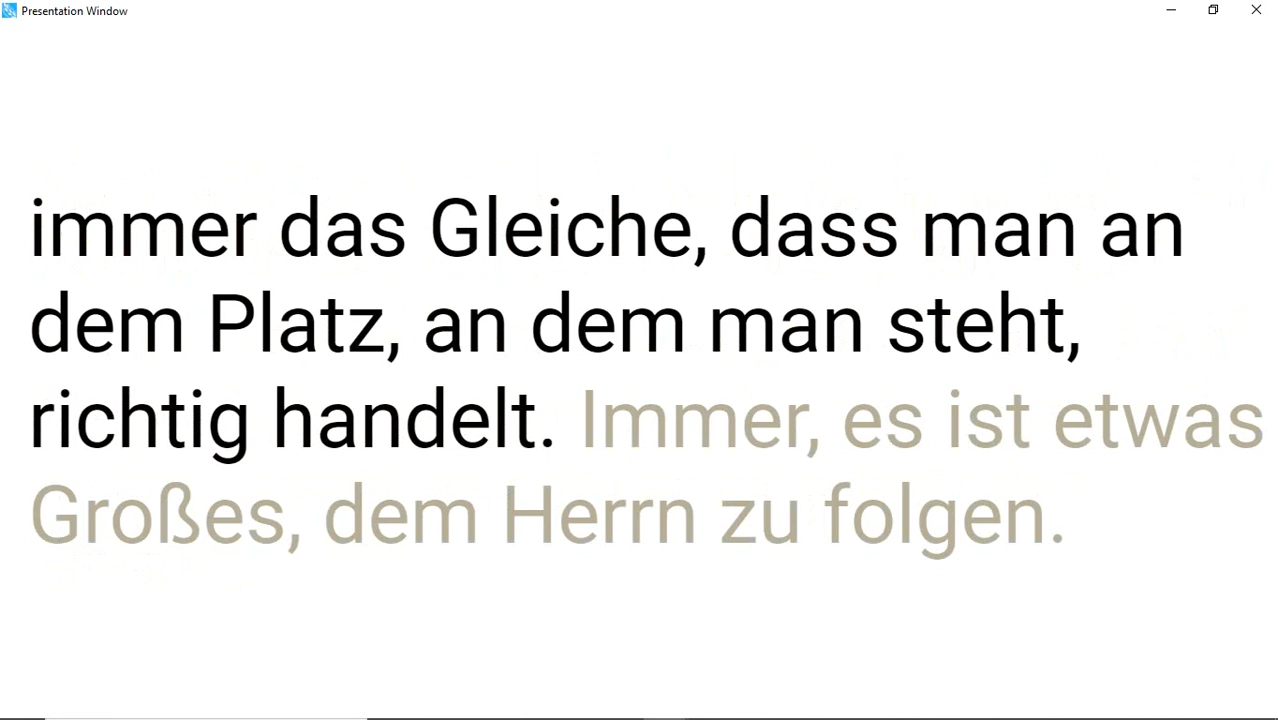 Presentation Window
immer das Gleiche, dass man an
dem Platz, an dem man steht,
richtig handelt. Immer, es ist etwas
Großes, dem Herrn zu folgen.